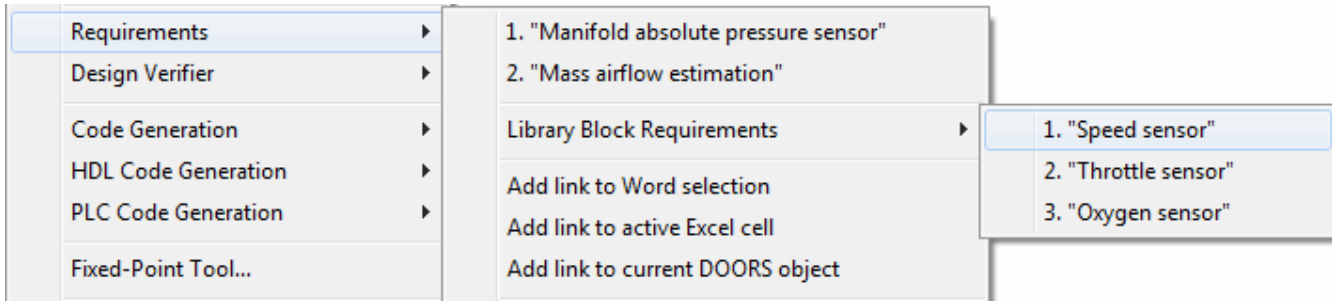 Requirements
Design Verifier
Code Generation
HDL Code Generation
PLC Code Generation
Fixed-Point Tool...
1. "Manifold absolute pressure sensor"
2. "Mass airflow estimation"
Library Block Requirements
Add link to Word selection
Add link to active Excel cell
Add link to current DOORS object
1. "Speed sensor"
2. "Throttle sensor"
3. "Oxygen sensor"